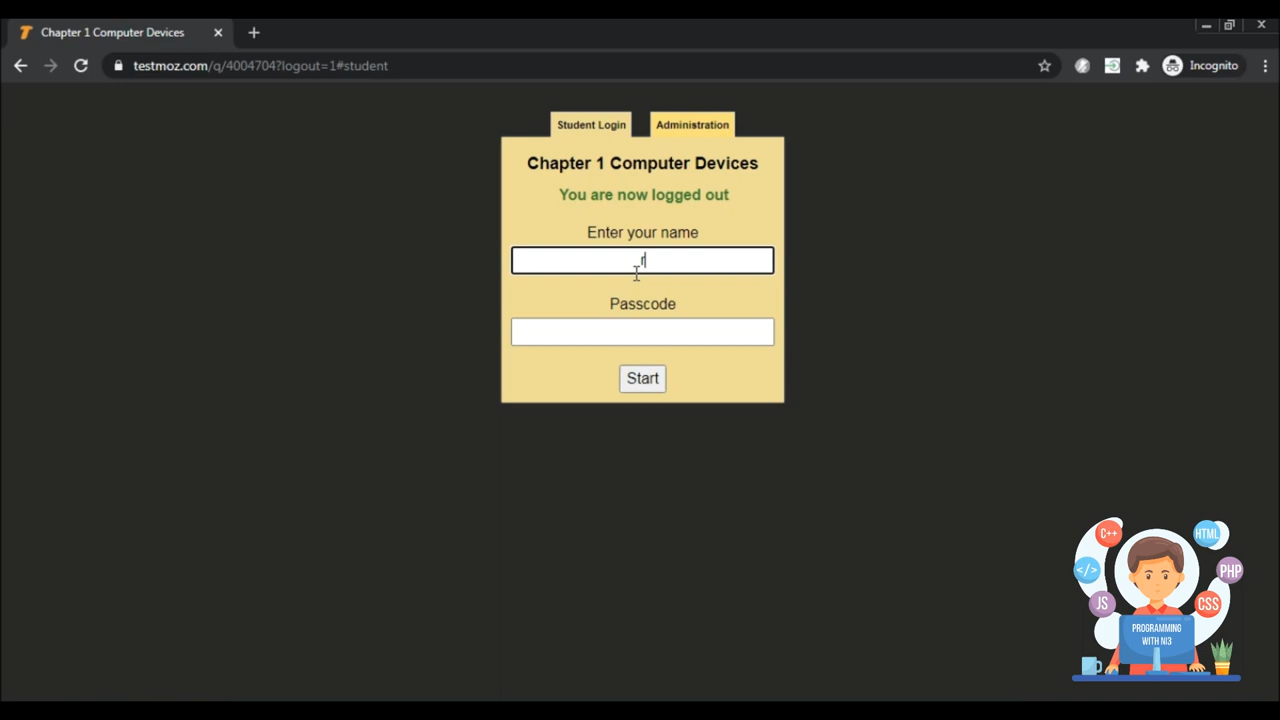 Chapter 1 Computer Devices
testmoz.com/q/4004704?logout=1#student
Incognito
Student Login
Administration
Chapter 1 Computer Devices
You are now logged out
Enter your name
r
Passcode
Start
C++
HTML
</>
PHP
JS
CSS
PROGRAMMING
WITH NI3